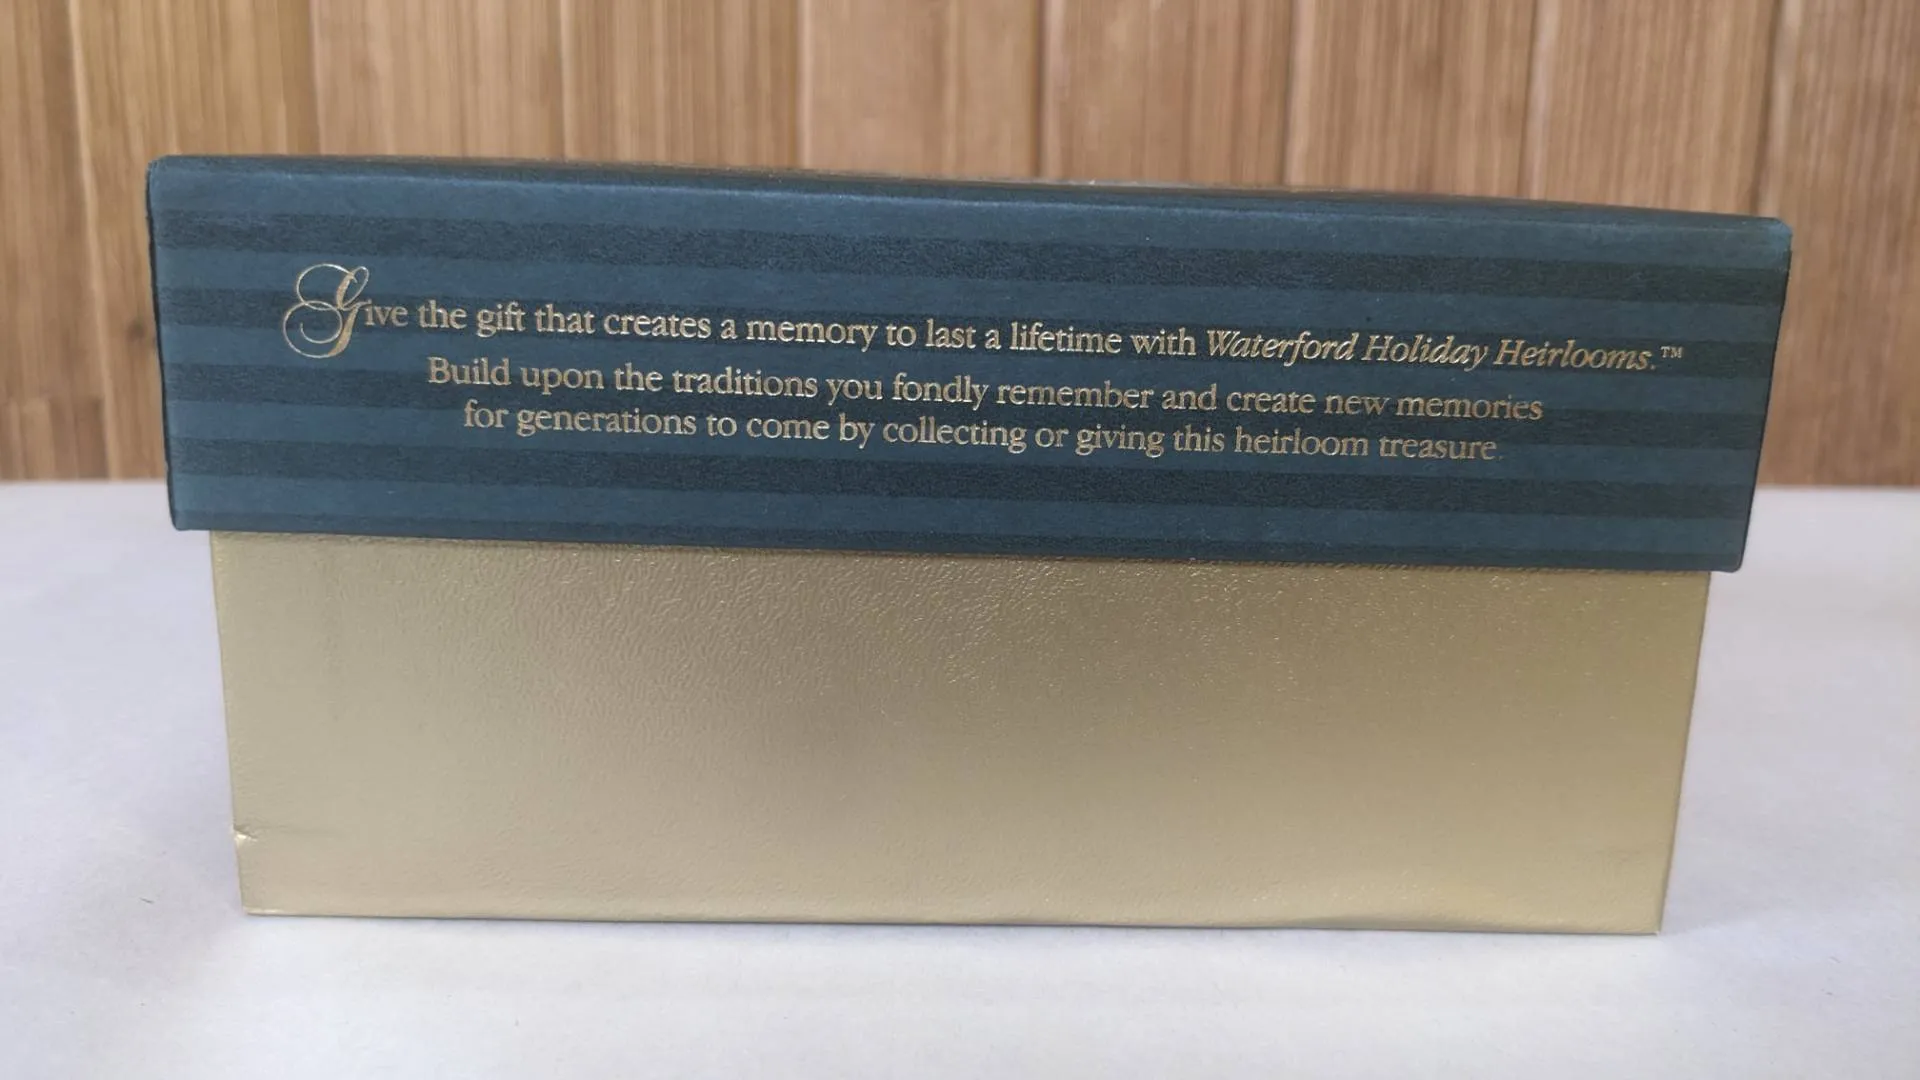 Give the gift that creates a memory to last a lifetime with Waterford Holiday Heirlooms.™
Build upon the traditions you fondly remember and create new memories
for generations to come by collecting or giving this heirloom treasure.